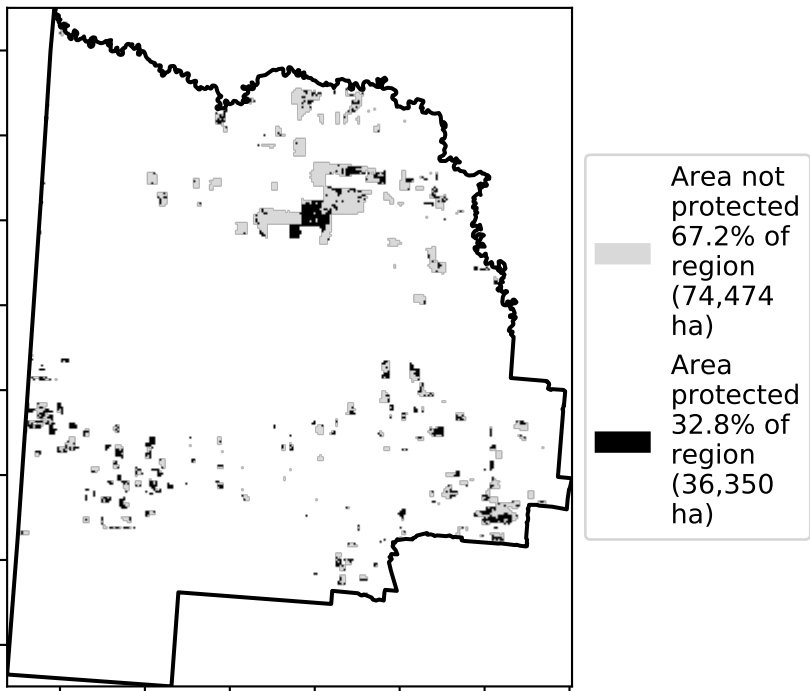 Area not
protected
67.2% of
region
(74,474
ha)
Area
protected
32.8% of
region
(36,350
ha)